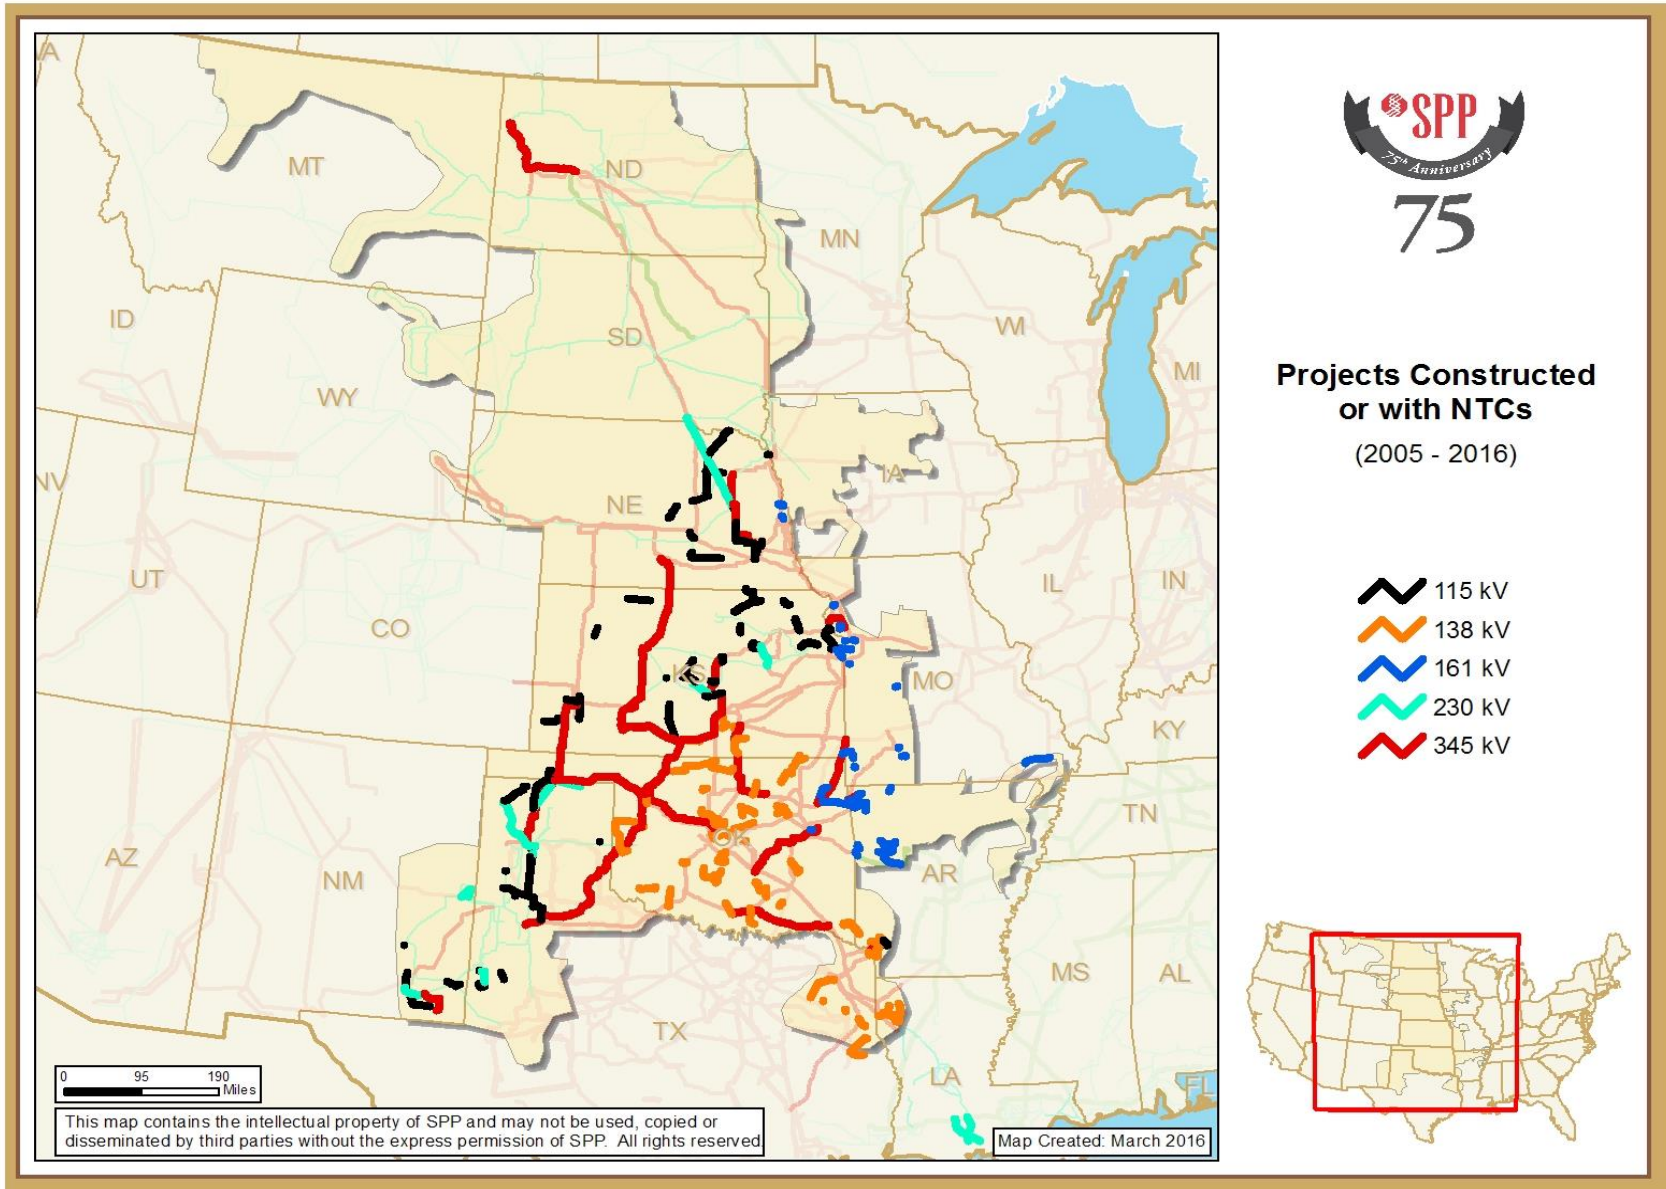 A
MT
ND
MN
ID
SD
WI
MI
WY
IA
NV
NE
UT
IL
IN
CO
KS
MO
KY
OK
TN
AZ
NM
AR
MS
AL
TX
LA
FL
0 95 190
Miles
This map contains the intellectual property of SPP and may not be used, copied or
disseminated by third parties without the express permission of SPP. All rights reserved.
Map Created: March 2016
SPP
75th Anniversary
75
Projects Constructed
or with NTCs
(2005 - 2016)
115 kV
138 kV
161 kV
230 kV
345 kV